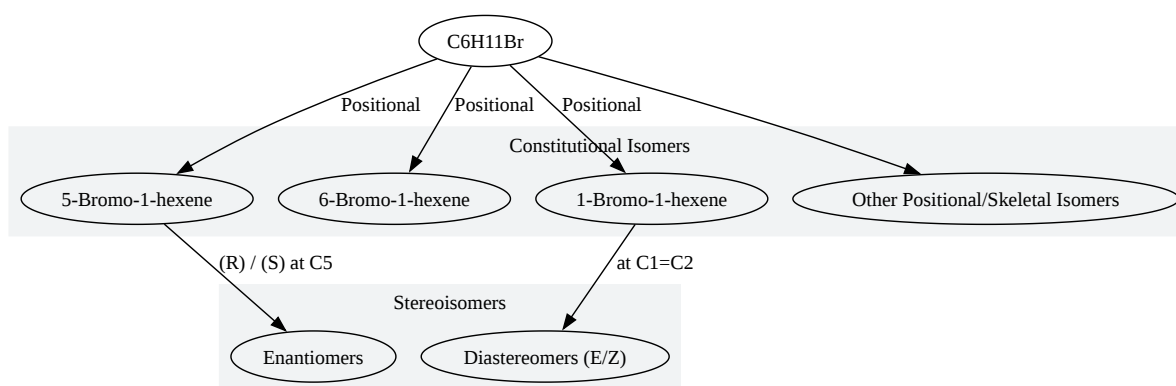 C6H11Br
Positional
Positional
Positional
Constitutional Isomers
5-Bromo-1-hexene
6-Bromo-1-hexene
1-Bromo-1-hexene
Other Positional/Skeletal Isomers
(R) / (S) at C5
at C1=C2
Stereoisomers
Enantiomers
Diastereomers (E/Z)